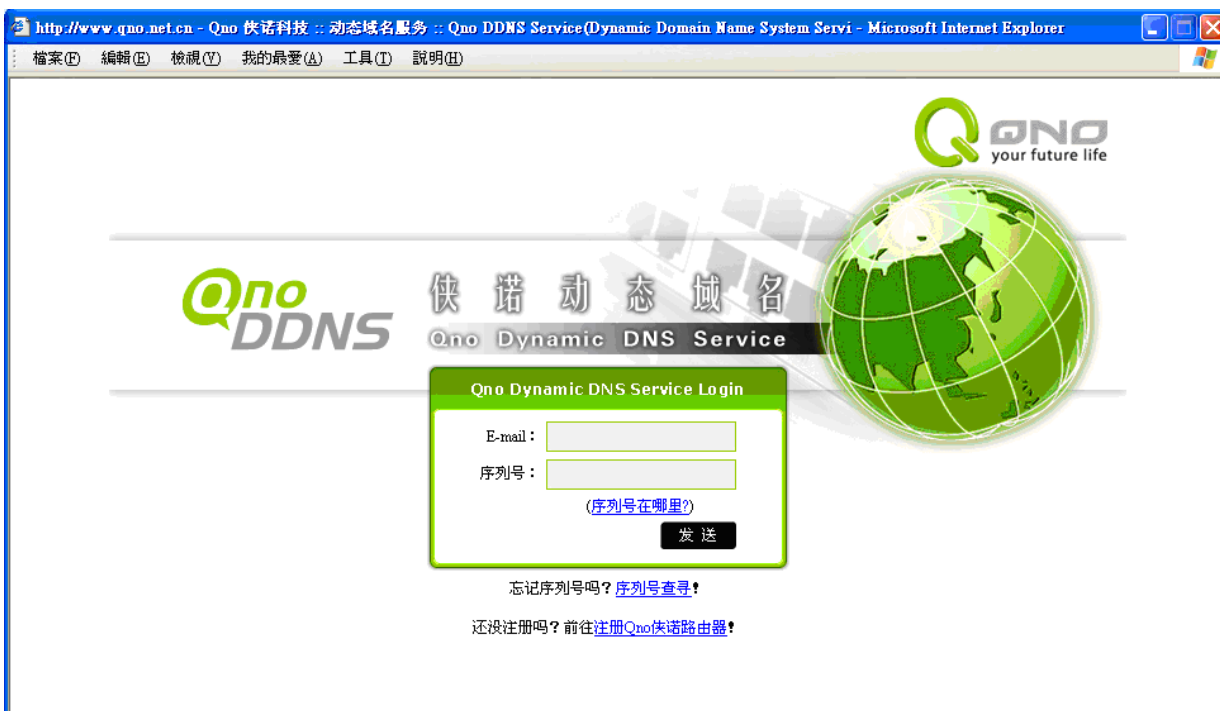 http://www.qno.net.cn - Qno 侠诺科技 :: 动态域名服务 :: Qno DDNS Service(Dynamic Domain Name System Servi - Microsoft Internet Explorer
檔案(F) 編輯(E) 檢視(V) 我的最愛(A) 工具(I) 說明(H)
Q QNO
your future life
Qno
DDNS
侠诺动态域名
Qno Dynamic DNS Service
Qno Dynamic DNS Service Login
E-mail：
序列号：
(序列号在哪里?)
发 送
忘记序列号吗? 序列号查寻!
还没注册吗? 前往注册Qno侠诺路由器!